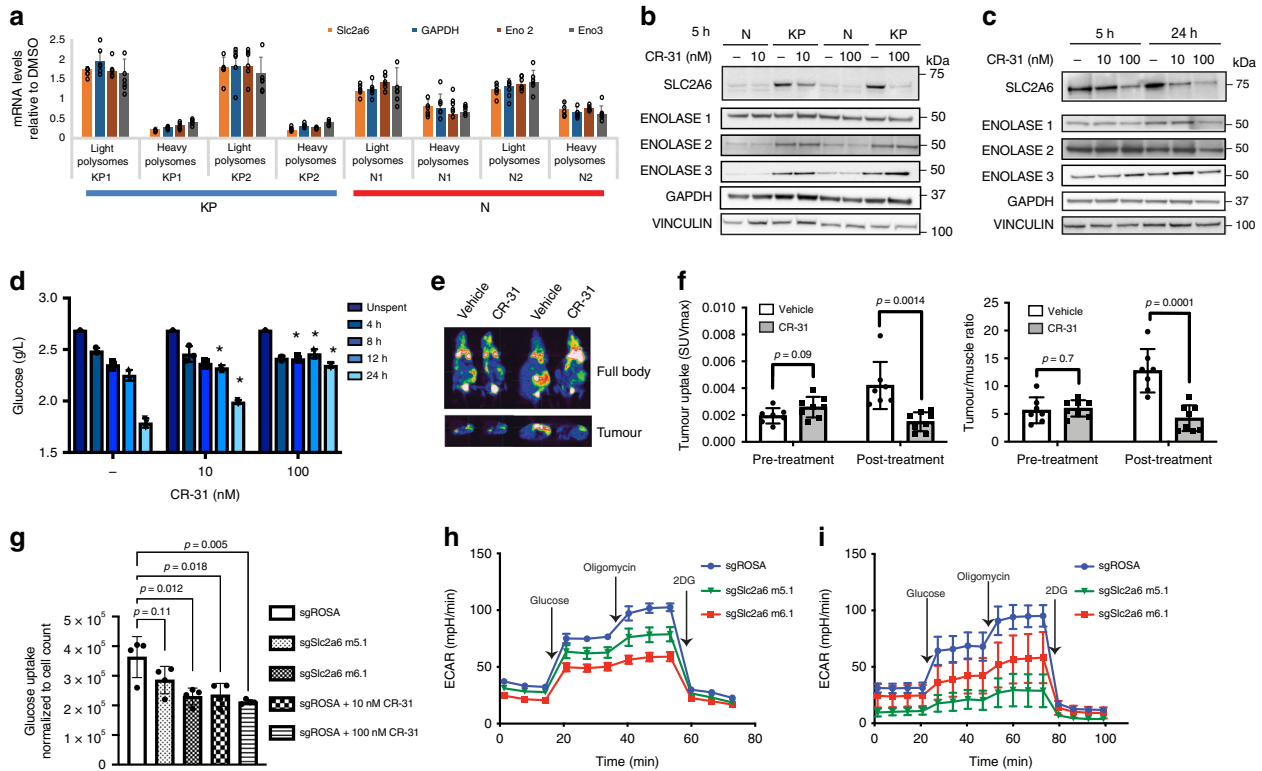 a
Slc2a6
GAPDH
Eno 2
Eno3
mRNA levels
relative to DMSO
2.5
2
1.5
1
0.5
0
Light
polysomes
Heavy
polysomes
Light
polysomes
Heavy
polysomes
Light
polysomes
Heavy
polysomes
Light
polysomes
Heavy
polysomes
KP1
KP1
KP2
KP2
N1
N1
N2
N2
KP
N
b
5 h
N
KP
N
KP
CR-31 (nM)
–
10
–
10
–
100
–
100
kDa
SLC2A6
75
ENOLASE 1
50
ENOLASE 2
50
ENOLASE 3
50
GAPDH
37
VINCULIN
100
c
5 h
24 h
CR-31 (nM)
–
10
100
–
10
100
kDa
SLC2A6
75
ENOLASE 1
50
ENOLASE 2
50
ENOLASE 3
50
GAPDH
37
VINCULIN
100
d
Glucose (g/L)
3.0
2.5
2.0
1.5
*
*
*
*
*
*
–
10
100
CR-31 (nM)
Unspent
4 h
8 h
12 h
24 h
e
Vehicle
CR-31
Vehicle
CR-31
Full body
Tumour
f
Tumour uptake (SUV/max)
0.010
0.008
0.006
0.004
0.002
0.000
Vehicle
CR-31
p = 0.09
p = 0.0014
Pre-treatment
Post-treatment
Tumour/muscle ratio
25
20
15
10
5
0
Vehicle
CR-31
p = 0.7
p = 0.0001
Pre-treatment
Post-treatment
g
Glucose uptake
normalized to cell count
5 × 10⁵
4 × 10⁵
3 × 10⁵
2 × 10⁵
1 × 10⁵
0
p = 0.005
p = 0.018
p = 0.012
p = 0.11
sgROSA
sgSlc2a6 m5.1
sgSlc2a6 m6.1
sgROSA + 10 nM CR-31
sgROSA + 100 nM CR-31
h
ECAR (mpH/min)
150
100
50
0
Glucose
Oligomycin
2DG
sgROSA
sgSlc2a6 m5.1
sgSlc2a6 m6.1
0
20
40
60
80
Time (min)
i
ECAR (mpH/min)
150
100
50
0
Glucose
Oligomycin
2DG
sgROSA
sgSlc2a6 m5.1
sgSlc2a6 m6.1
0
20
40
60
80
100
Time (min)